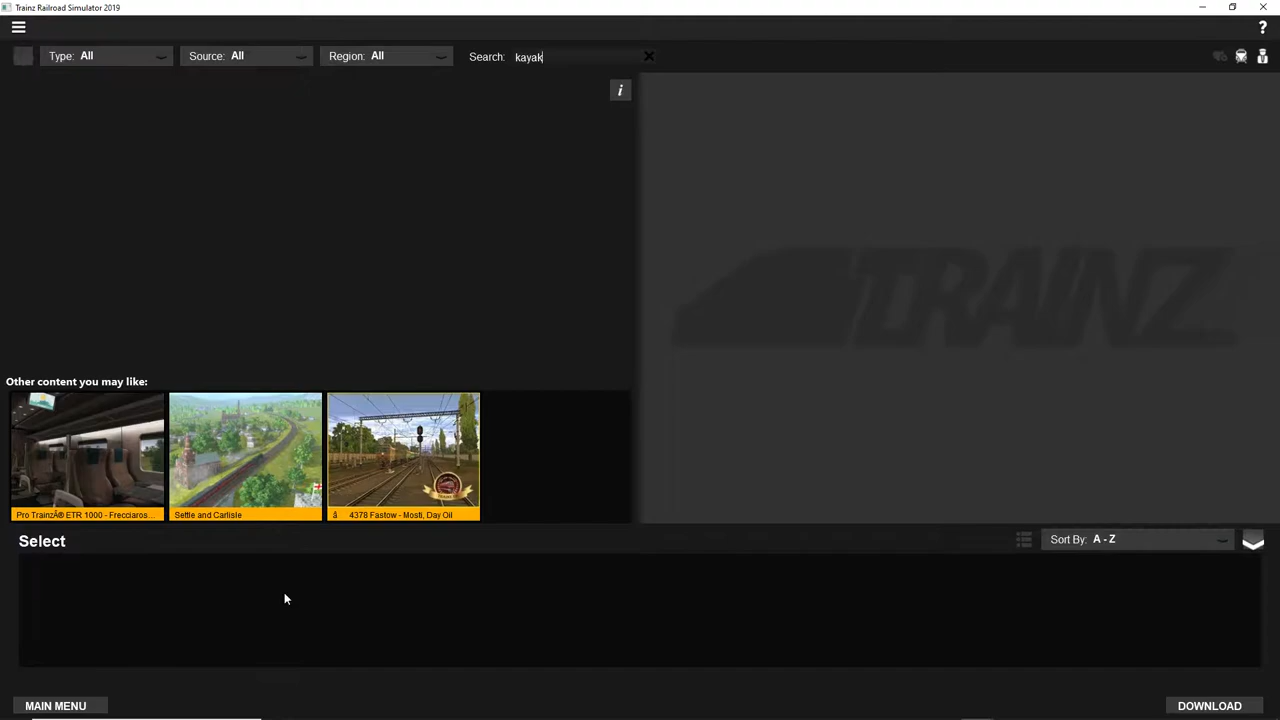 Trainz Railroad Simulator 2019
?
Type: All
Source: All
Region: All
Search: kayak
i
TRAINZ
Other content you may like:
Pro TrainzÂ® ETR 1000 - Frecciaros...
Settle and Carlisle
â 4378 Fastow - Mosti, Day Oil
Select
Sort By: A - Z
MAIN MENU
DOWNLOAD